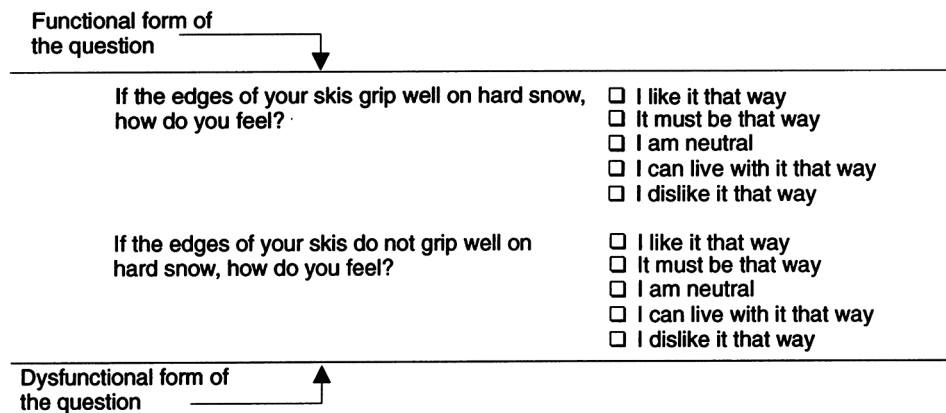 Functional form of
the question
If the edges of your skis grip well on hard snow,
how do you feel?
❑ I like it that way
❑ It must be that way
❑ I am neutral
❑ I can live with it that way
❑ I dislike it that way
If the edges of your skis do not grip well on
hard snow, how do you feel?
❑ I like it that way
❑ It must be that way
❑ I am neutral
❑ I can live with it that way
❑ I dislike it that way
Dysfunctional form of
the question